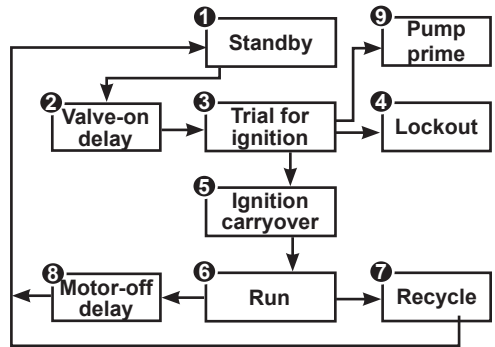 1
Standby
9
Pump
prime
2
Valve-on
delay
3
Trial for
ignition
4
Lockout
5
Ignition
carryover
8
Motor-off
delay
6
Run
7
Recycle